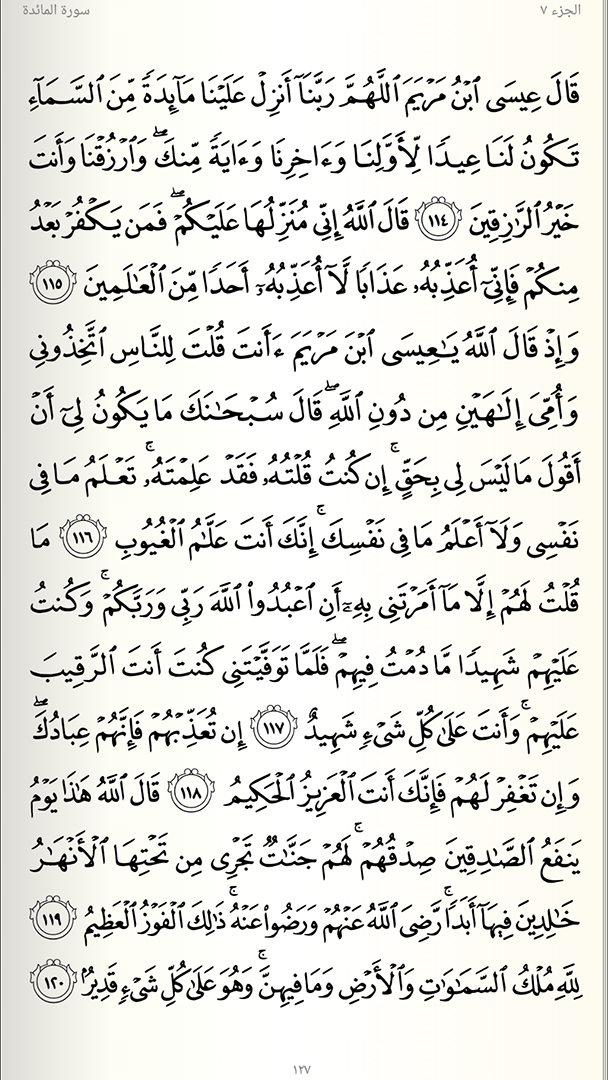 الجزء ٧
سورة المائدة
قَالَ عِيسَى ٱبْنُ مَرْيَمَ ٱللَّهُمَّ رَبَّنَآ أَنزِلْ عَلَيْنَا مَآئِدَةً مِّنَ ٱلسَّمَآءِ
تَكُونُ لَنَا عِيدًا لِّأَوَّلِنَا وَءَاخِرِنَا وَءَايَةً مِّنكَ ۖ وَٱرْزُقْنَا وَأَنتَ
خَيْرُ ٱلرَّٰزِقِينَ ١١٤ قَالَ ٱللَّهُ إِنِّى مُنَزِّلُهَا عَلَيْكُمْ ۖ فَمَن يَكْفُرْ بَعْدُ
مِنكُمْ فَإِنِّىٓ أُعَذِّبُهُۥ عَذَابًا لَّآ أُعَذِّبُهُۥٓ أَحَدًا مِّنَ ٱلْعَٰلَمِينَ ١١٥
وَإِذْ قَالَ ٱللَّهُ يَٰعِيسَى ٱبْنَ مَرْيَمَ ءَأَنتَ قُلْتَ لِلنَّاسِ ٱتَّخِذُونِى
وَأُمِّىَ إِلَٰهَيْنِ مِن دُونِ ٱللَّهِ ۖ قَالَ سُبْحَٰنَكَ مَا يَكُونُ لِىٓ أَنْ
أَقُولَ مَا لَيْسَ لِى بِحَقٍّ ۚ إِن كُنتُ قُلْتُهُۥ فَقَدْ عَلِمْتَهُۥ ۚ تَعْلَمُ مَا فِى
نَفْسِى وَلَآ أَعْلَمُ مَا فِى نَفْسِكَ ۚ إِنَّكَ أَنتَ عَلَّٰمُ ٱلْغُيُوبِ ١١٦ مَا
قُلْتُ لَهُمْ إِلَّا مَآ أَمَرْتَنِى بِهِۦٓ أَنِ ٱعْبُدُوا۟ ٱللَّهَ رَبِّى وَرَبَّكُمْ ۚ وَكُنتُ
عَلَيْهِمْ شَهِيدًا مَّا دُمْتُ فِيهِمْ ۖ فَلَمَّا تَوَفَّيْتَنِى كُنتَ أَنتَ ٱلرَّقِيبَ
عَلَيْهِمْ ۚ وَأَنتَ عَلَىٰ كُلِّ شَىْءٍ شَهِيدٌ ١١٧ إِن تُعَذِّبْهُمْ فَإِنَّهُمْ عِبَادُكَ ۖ
وَإِن تَغْفِرْ لَهُمْ فَإِنَّكَ أَنتَ ٱلْعَزِيزُ ٱلْحَكِيمُ ١١٨ قَالَ ٱللَّهُ هَٰذَا يَوْمُ
يَنفَعُ ٱلصَّٰدِقِينَ صِدْقُهُمْ ۚ لَهُمْ جَنَّٰتٌ تَجْرِى مِن تَحْتِهَا ٱلْأَنْهَٰرُ
خَٰلِدِينَ فِيهَآ أَبَدًا ۚ رَّضِىَ ٱللَّهُ عَنْهُمْ وَرَضُوا۟ عَنْهُ ۚ ذَٰلِكَ ٱلْفَوْزُ ٱلْعَظِيمُ ١١٩
لِلَّهِ مُلْكُ ٱلسَّمَٰوَٰتِ وَٱلْأَرْضِ وَمَا فِيهِنَّ ۚ وَهُوَ عَلَىٰ كُلِّ شَىْءٍ قَدِيرٌۢ ١٢٠
١٢٧